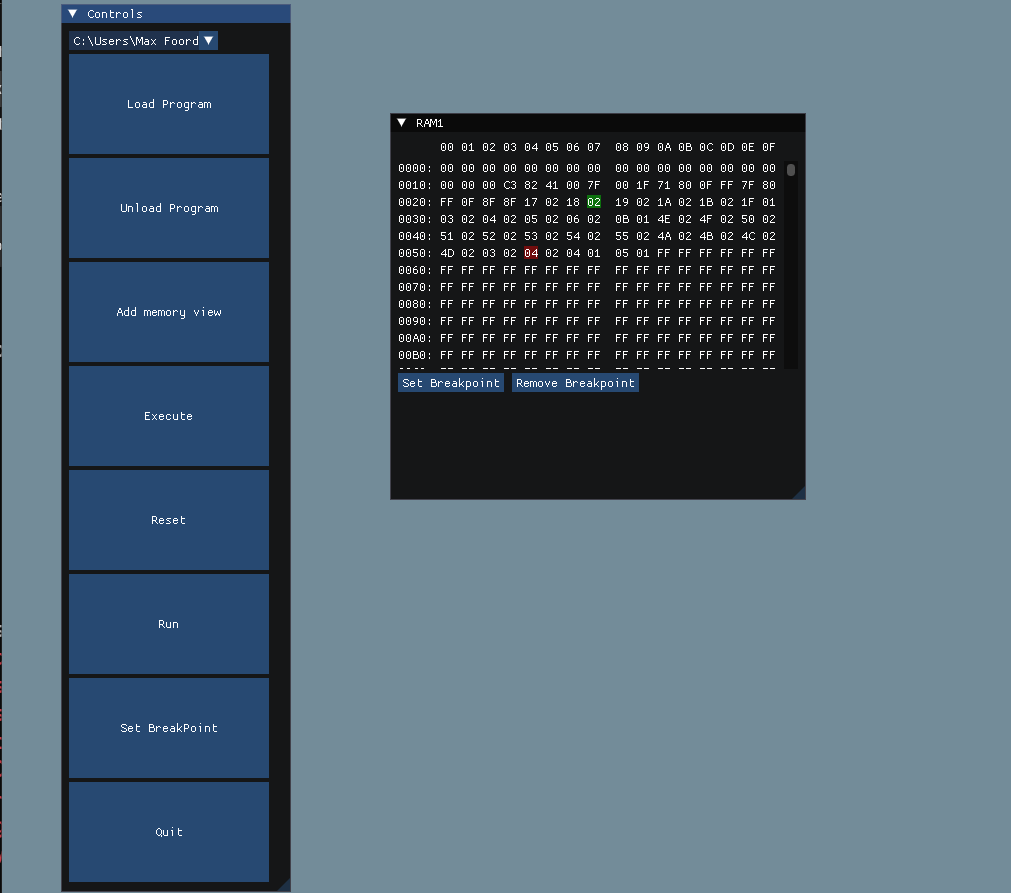 Controls
C:\Users\Max Foord
Load Program
Unload Program
Add memory view
Execute
Reset
Run
Set BreakPoint
Quit
RAM1
00 01 02 03 04 05 06 07 08 09 0A 0B 0C 0D 0E 0F
0000: 00 00 00 00 00 00 00 00 00 00 00 00 00 00 00 00
0010: 00 00 00 C3 82 41 00 7F 00 1F 71 80 0F FF 7F 80
0020: FF 0F 8F 8F 17 02 18 02 19 02 1A 02 1B 02 1F 01
0030: 03 02 04 02 05 02 06 02 0B 01 4E 02 4F 02 50 02
0040: 51 02 52 02 53 02 54 02 55 02 4A 02 4B 02 4C 02
0050: 4D 02 03 02 04 02 04 01 05 01 FF FF FF FF FF FF
0060: FF FF FF FF FF FF FF FF FF FF FF FF FF FF FF FF
0070: FF FF FF FF FF FF FF FF FF FF FF FF FF FF FF FF
0080: FF FF FF FF FF FF FF FF FF FF FF FF FF FF FF FF
0090: FF FF FF FF FF FF FF FF FF FF FF FF FF FF FF FF
00A0: FF FF FF FF FF FF FF FF FF FF FF FF FF FF FF FF
00B0: FF FF FF FF FF FF FF FF FF FF FF FF FF FF FF FF
Set Breakpoint Remove Breakpoint